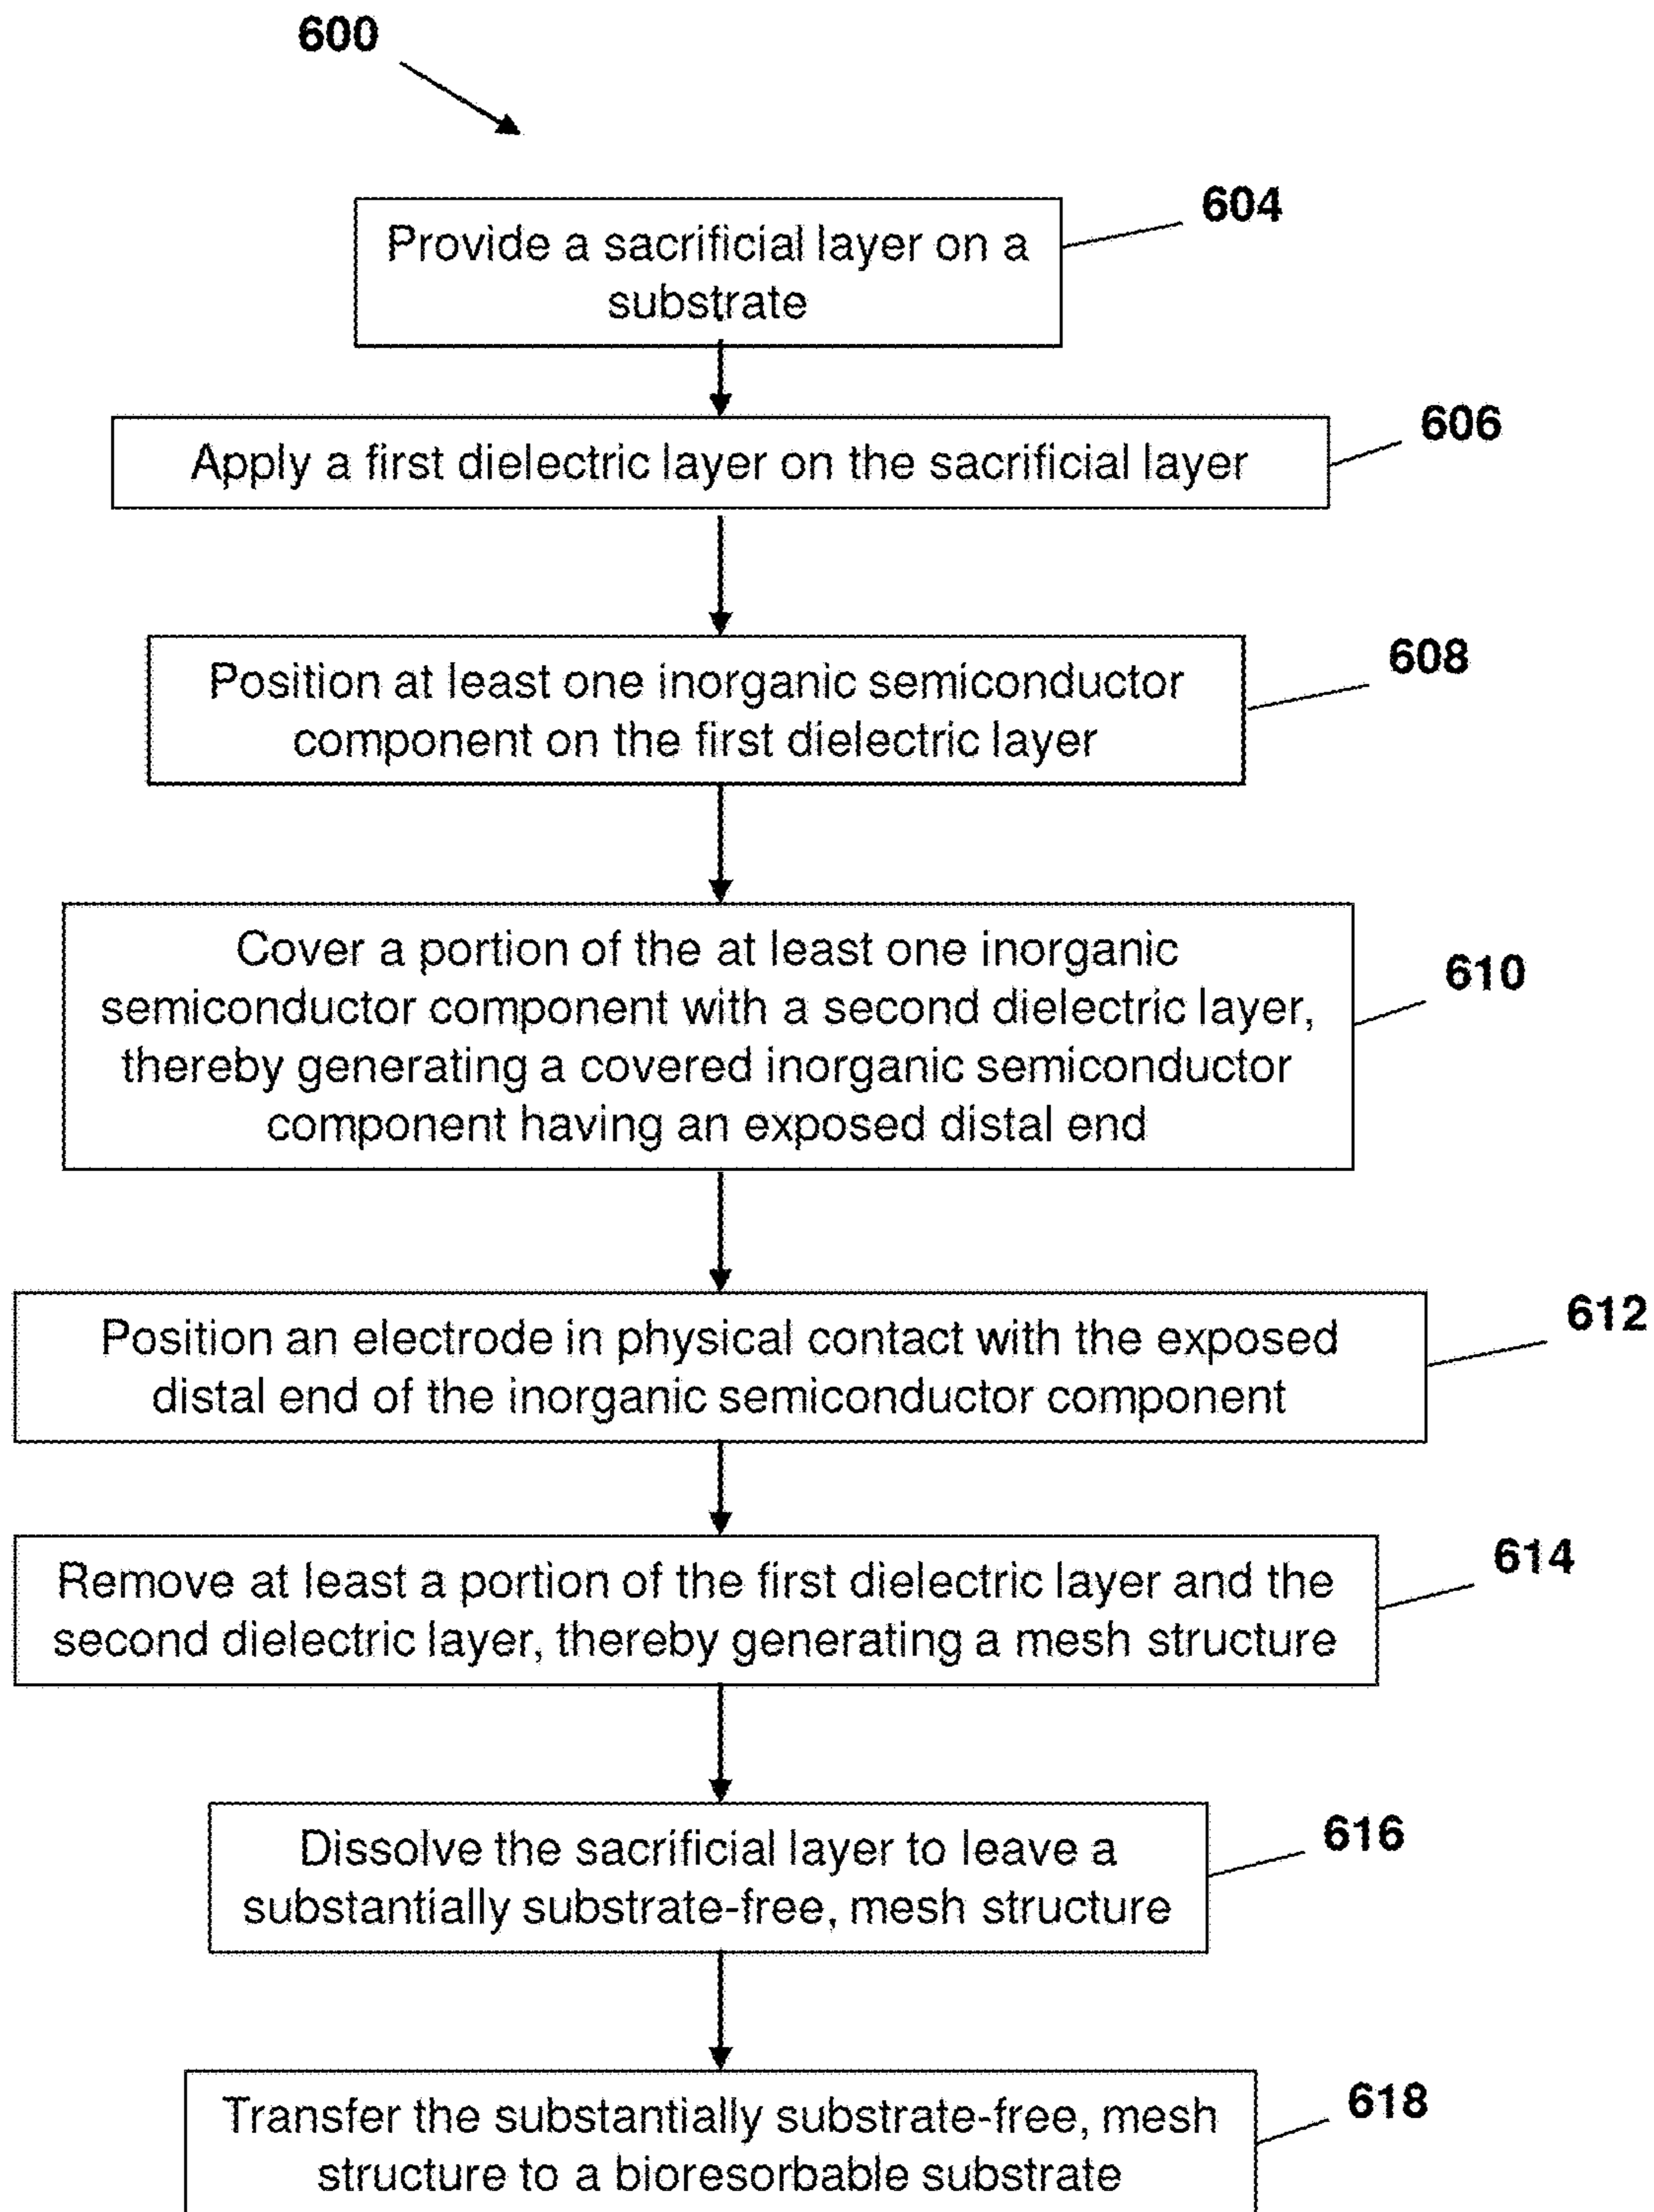 600
604
Provide a sacrificial layer on a
substrate
606
Apply a first dielectric layer on the sacrificial layer
608
Position at least one inorganic semiconductor
component on the first dielectric layer
610
Cover a portion of the at least one inorganic
semiconductor component with a second dielectric layer,
thereby generating a covered inorganic semiconductor
component having an exposed distal end
612
Position an electrode in physical contact with the exposed
distal end of the inorganic semiconductor component
614
Remove at least a portion of the first dielectric layer and the
second dielectric layer, thereby generating a mesh structure
616
Dissolve the sacrificial layer to leave a
substantially substrate-free, mesh structure
618
Transfer the substantially substrate-free, mesh
structure to a bioresorbable substrate